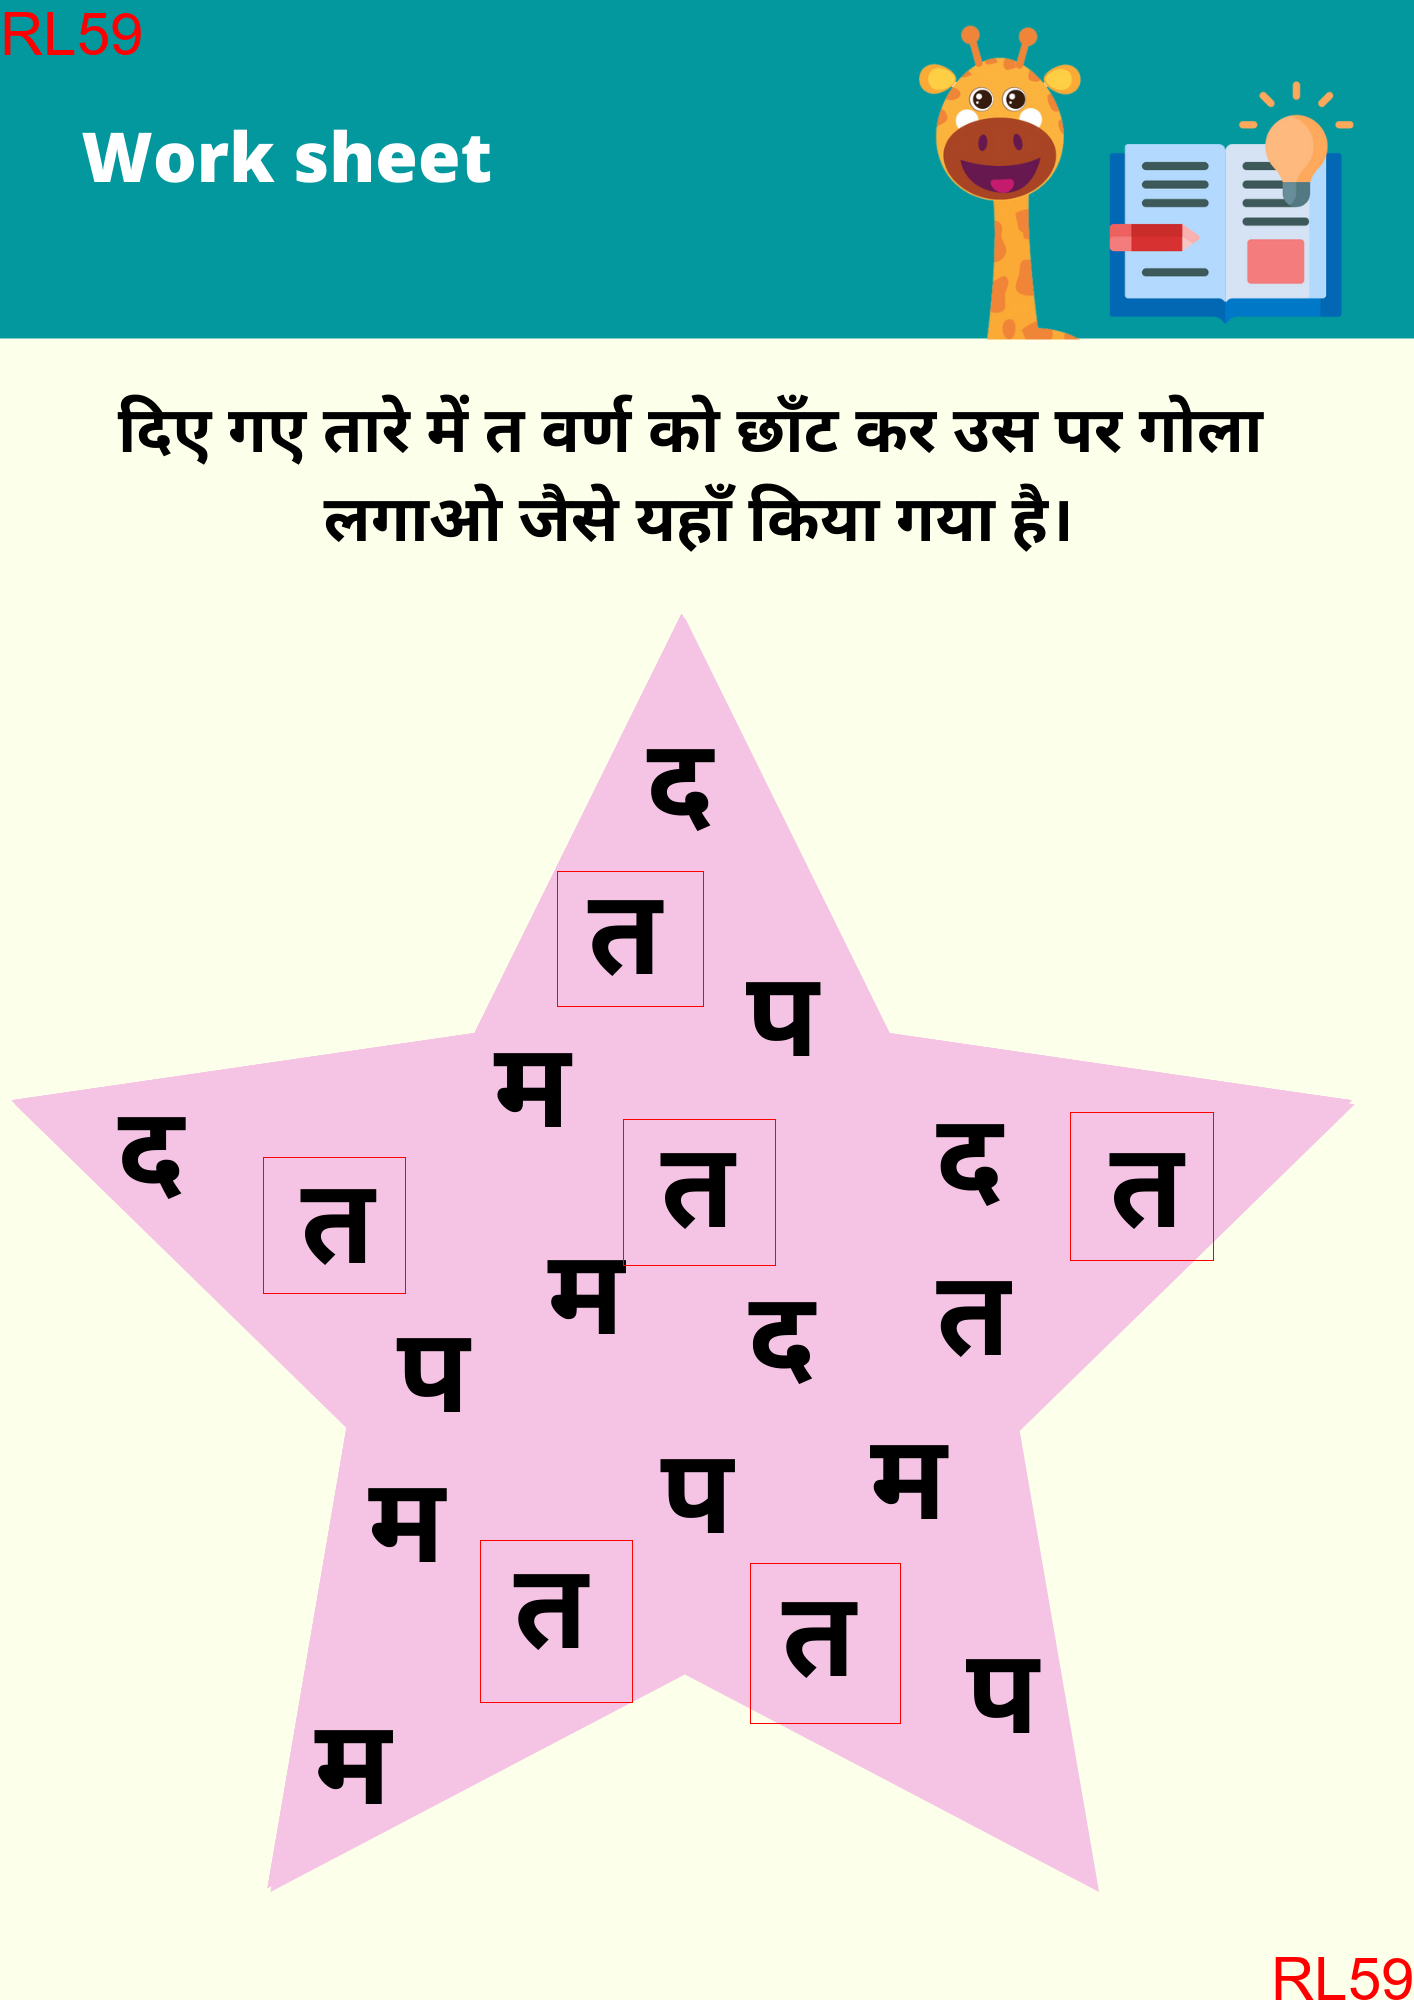 RL59
Work sheet
दिए गए तारे में त वर्ण को छाँट कर उस पर गोला
लगाओ जैसे यहाँ किया गया है।
द
त
प
म
द
त
त
द
त
म
द
त
प
म
प
म
त
त
प
म
RL59